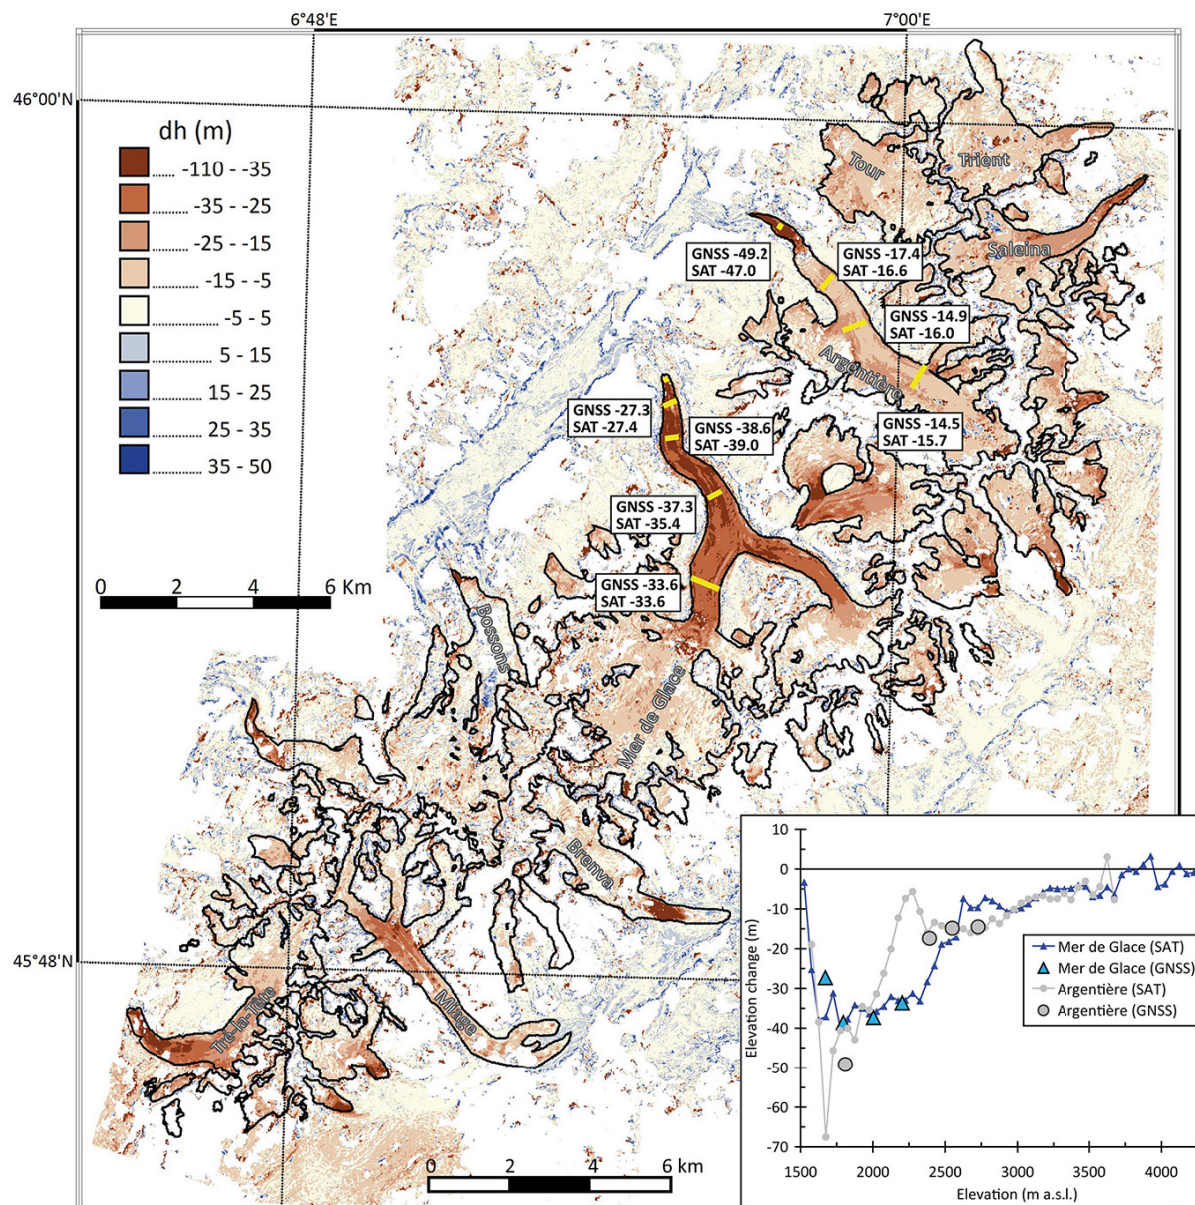 6°48'E
7°00'E
46°00'N
dh (m)
-110 - -35
-35 - -25
-25 - -15
-15 - -5
-5 - 5
5 - 15
15 - 25
25 - 35
35 - 50
Tour
Trient
Saleina
GNSS -49.2
SAT -47.0
GNSS -17.4
SAT -16.6
GNSS -14.9
SAT -16.0
Argentière
GNSS -14.5
SAT -15.7
GNSS -27.3
SAT -27.4
GNSS -38.6
SAT -39.0
GNSS -37.3
SAT -35.4
GNSS -33.6
SAT -33.6
0 2 4 6 Km
Bossons
Mer de Glace
Brenva
45°48'N
Miage
Tré-la-Tête
0 2 4 6 km
10
0
-10
-20
-30
-40
-50
-60
-70
Elevation change (m)
Mer de Glace (SAT)
Mer de Glace (GNSS)
Argentière (SAT)
Argentière (GNSS)
1500 2000 2500 3000 3500 4000
Elevation (m a.s.l.)